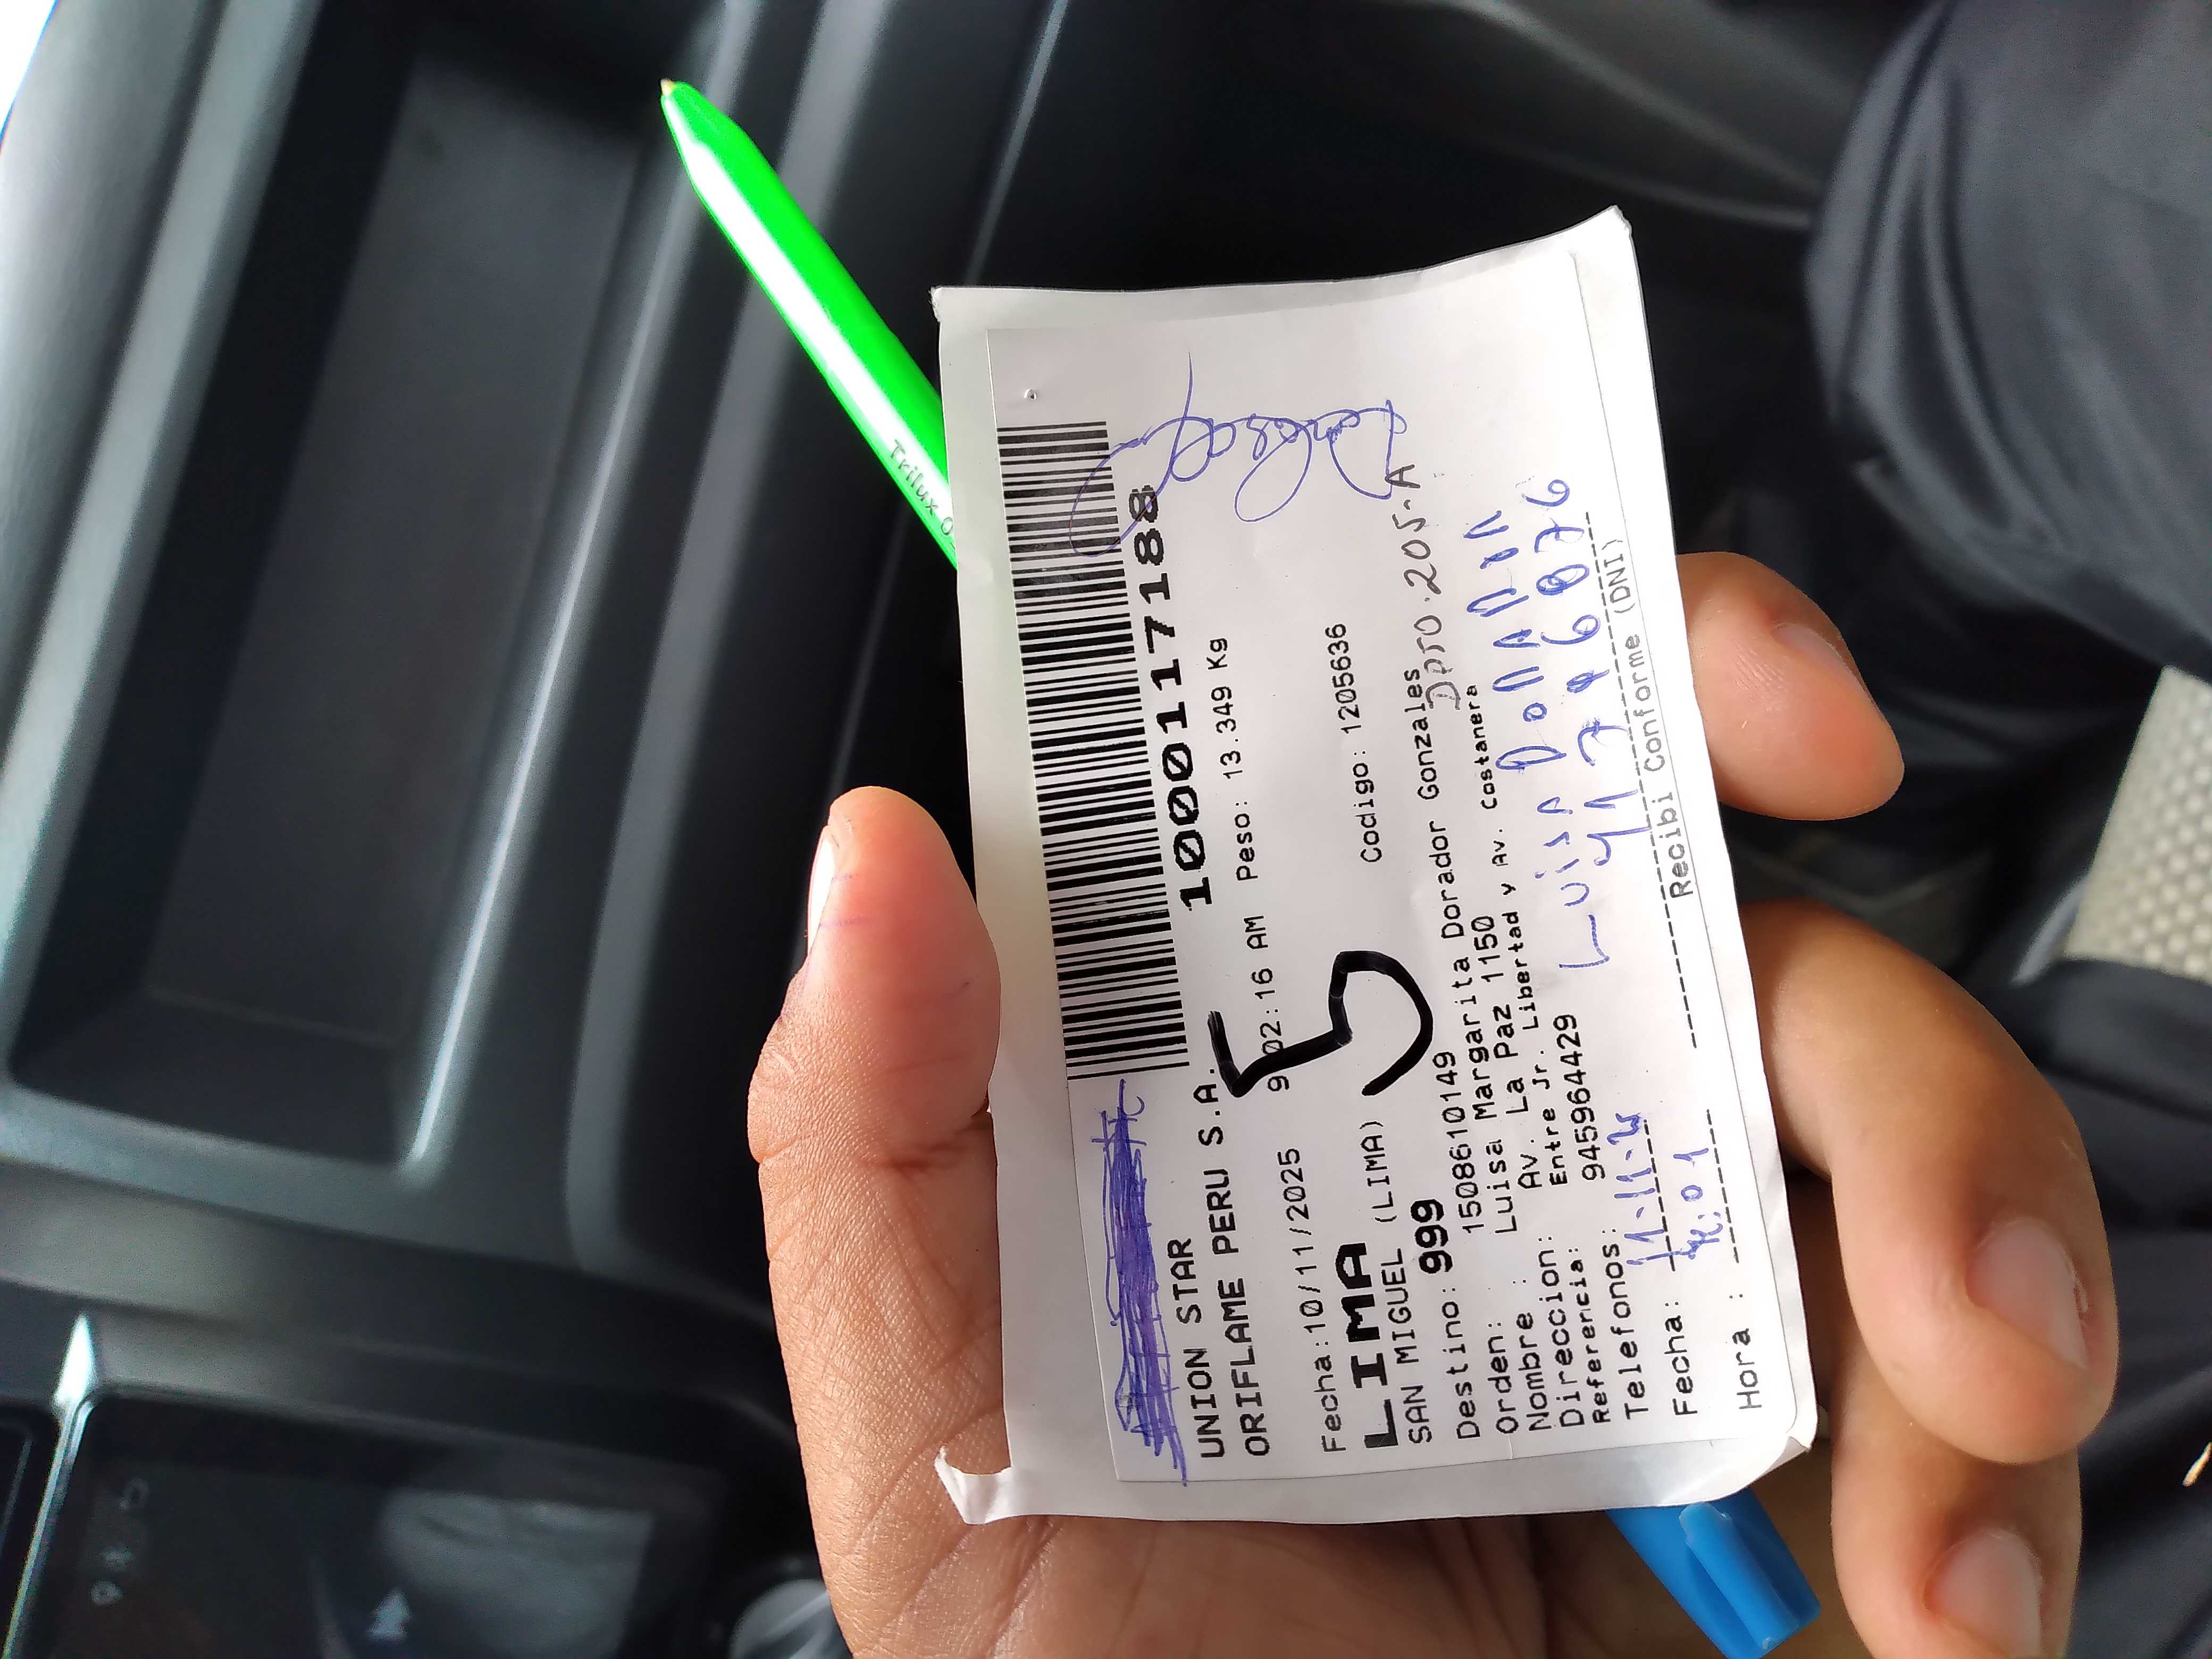 Trilux 0
10001171188
UNION STAR
ORIFLAME PERU S.A.
Fecha:10/11/2025 9:02:16 AM Peso: 13.349 Kg
5
LIMA
SAN MIGUEL (LIMA) Codigo: 1205636
Destino: 999
Orden: 1508610149
Nombre : Luisa Margarita Dorador Gonzales
Dpto. 205-A
Direccion: Av. La Paz 1150
Referencia: Entre Jr. Libertad y Av. Costanera
Telefonos: 945964429
Fecha:
Hora :
Recibi Conforme (DNI)